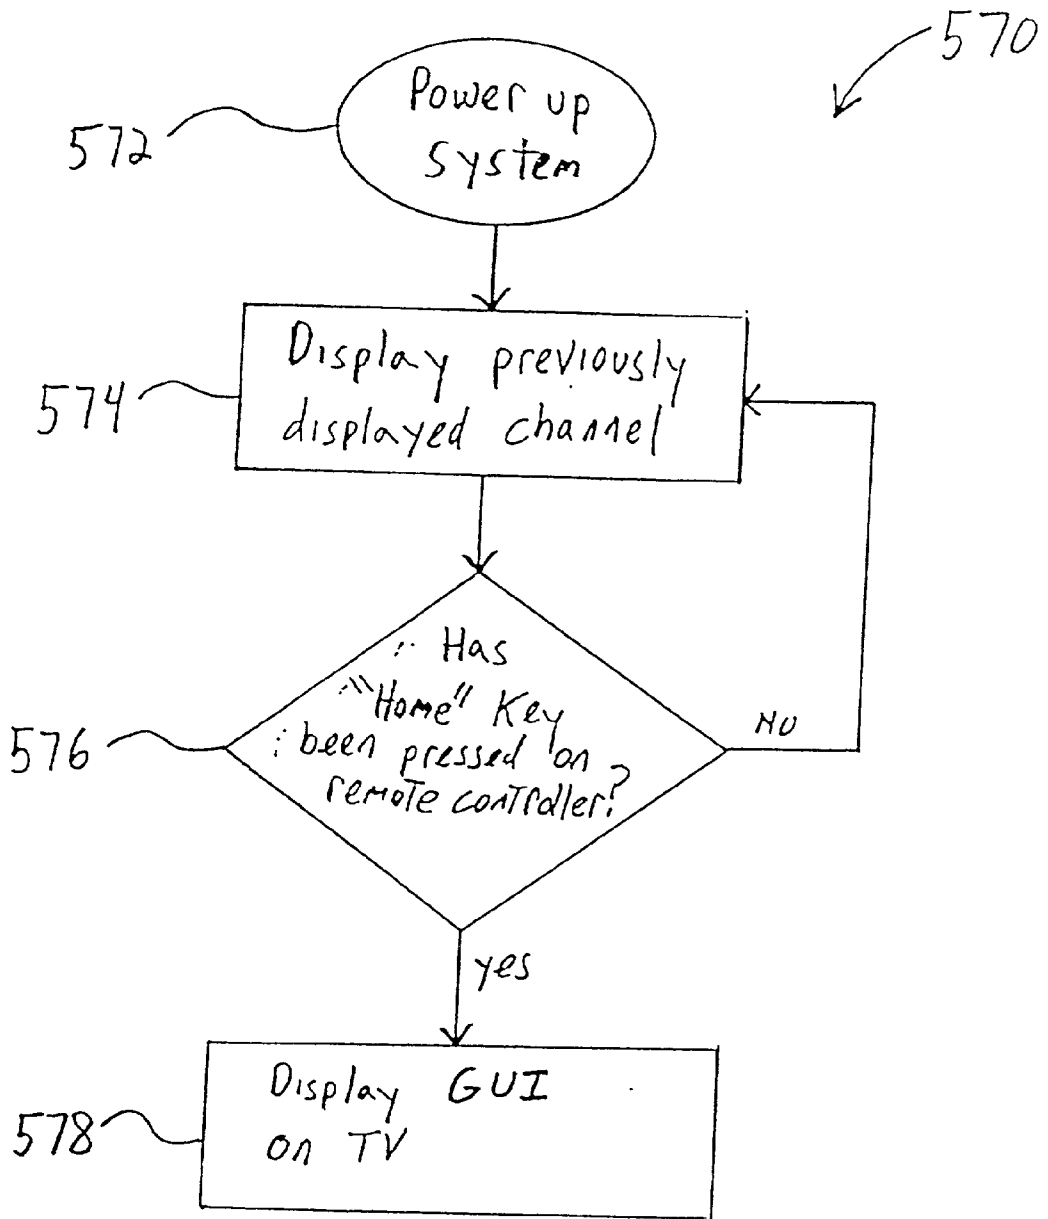 570
572
Power up
system
574
Display previously
displayed channel
576
Has
"Home" Key
been pressed on
remote controller?
NO
yes
578
Display GUI
on TV